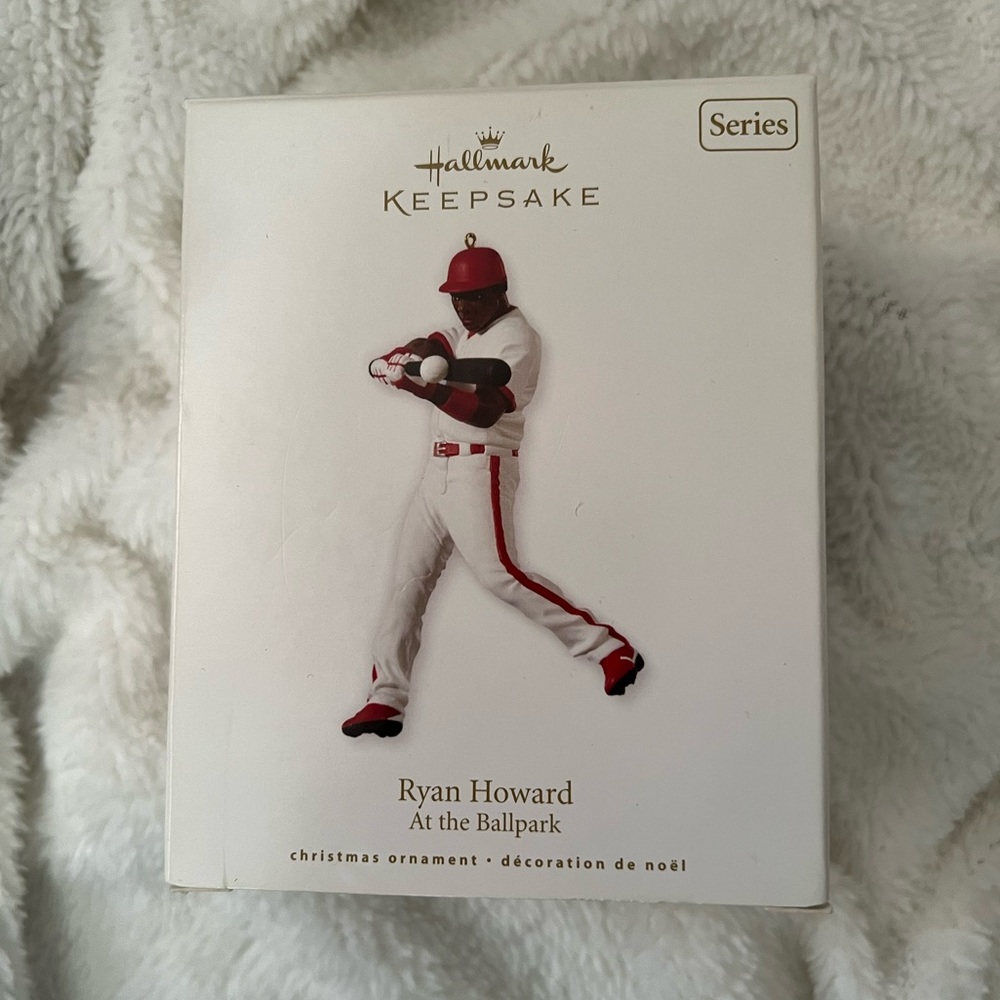 Series
Hallmark
KEEPSAKE
Ryan Howard
At the Ballpark
christmas ornament • décoration de noël